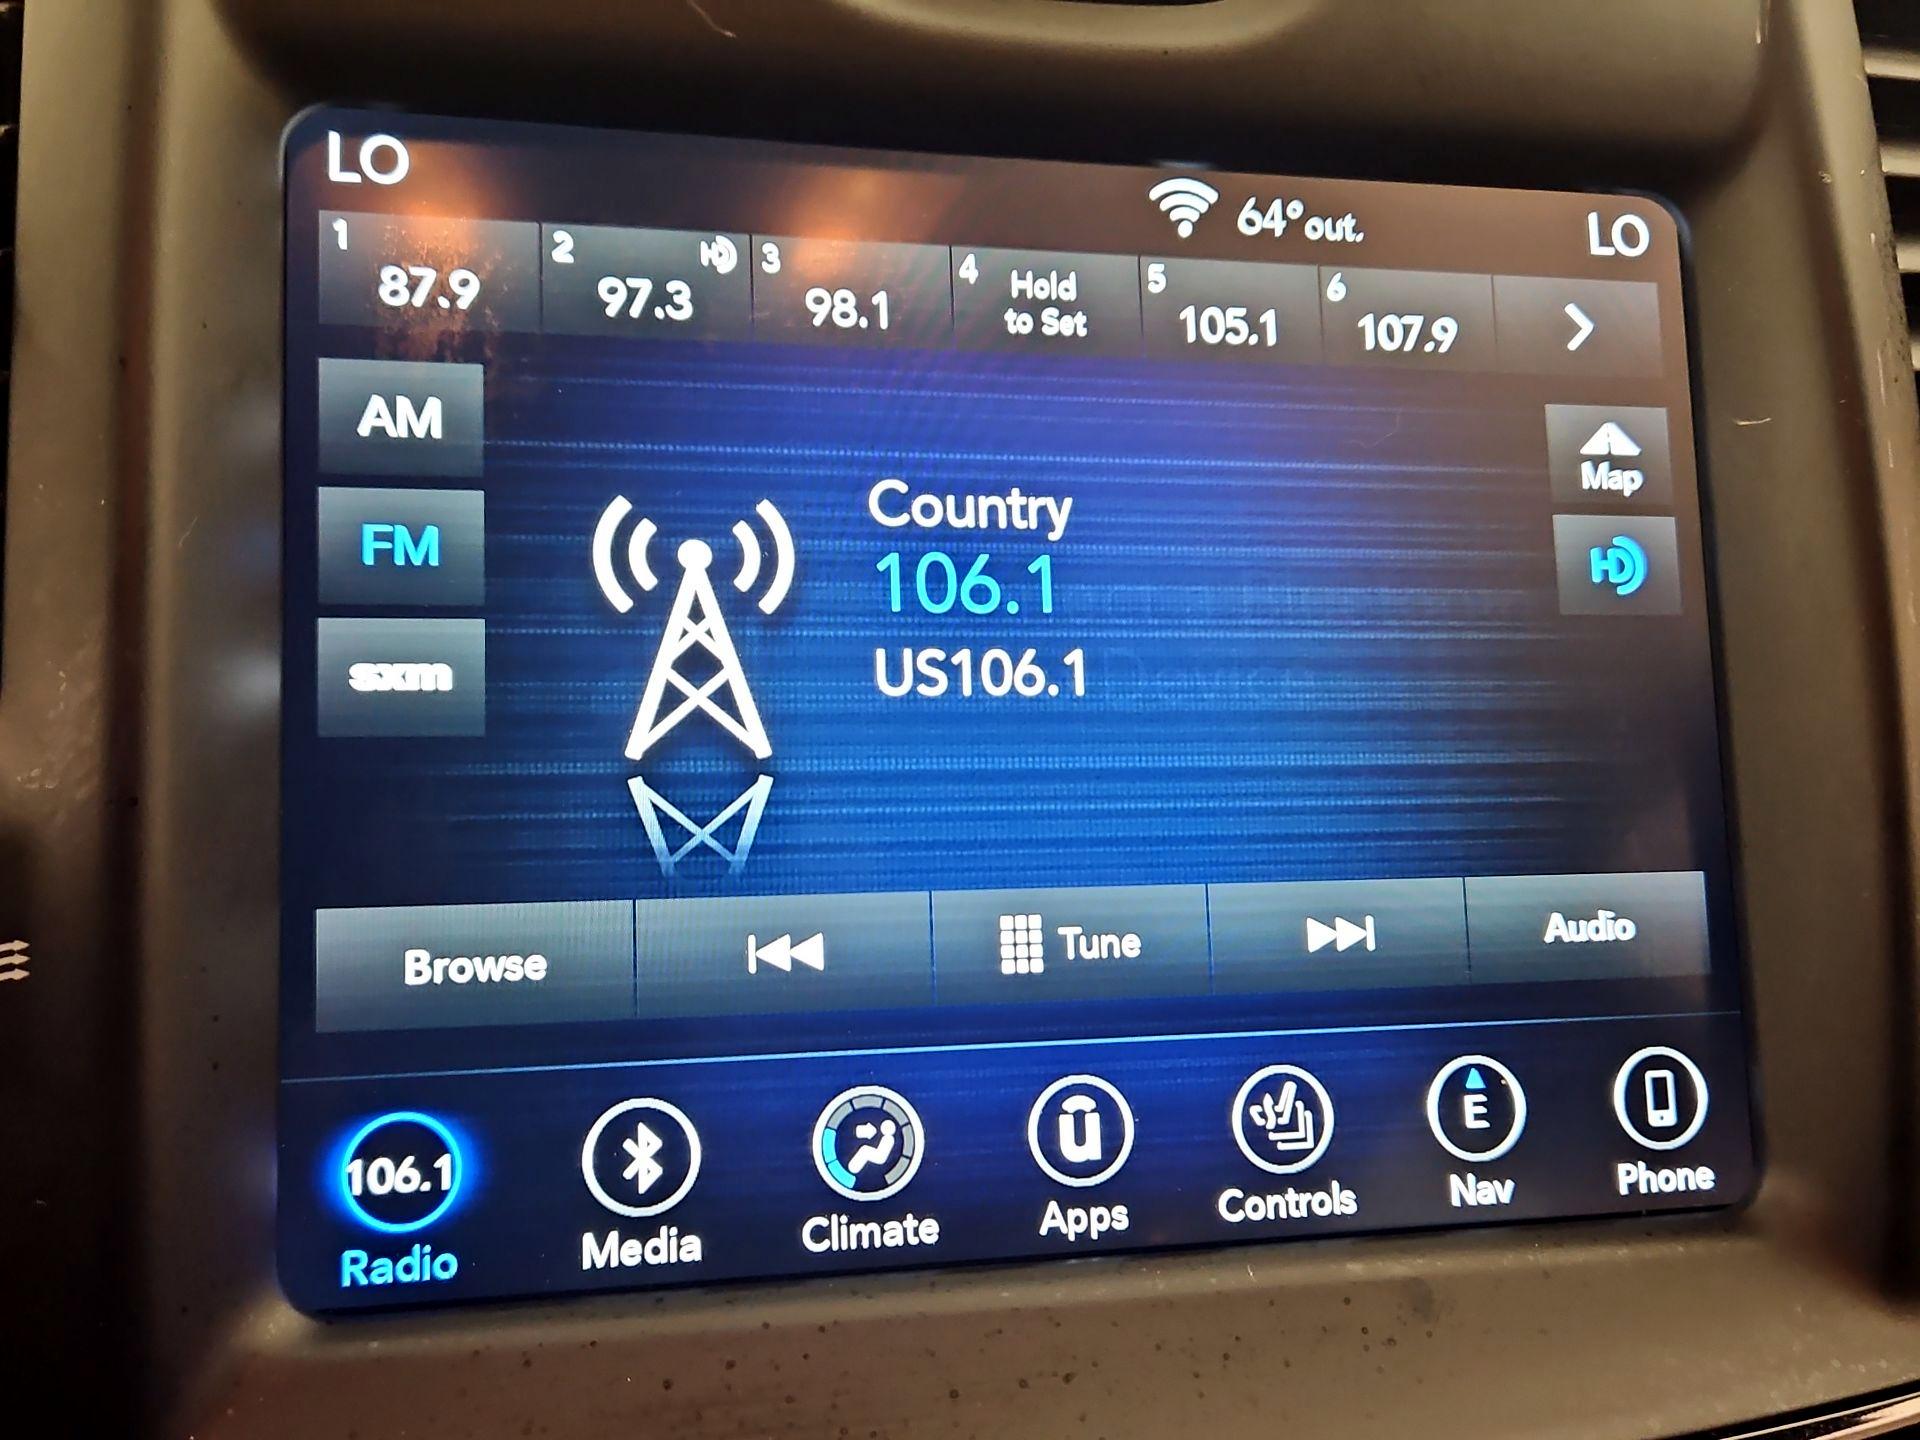 LO
64° out.
LO
1
87.9
2
HD
97.3
3
98.1
4
Hold
to Set
5
105.1
6
107.9
AM
FM
sxm
Country
106.1
US106.1
Map
HD
Browse
Tune
Audio
106.1
Radio
Media
Climate
u
Apps
Controls
E
Nav
Phone